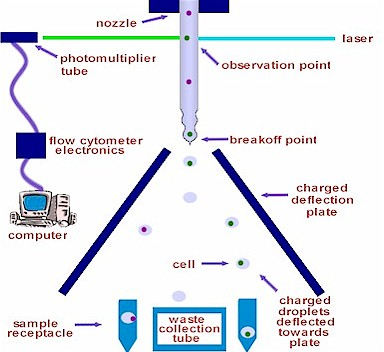 nozzle
laser
photomultiplier
tube
observation point
flow cytometer
electronics
breakoff point
charged
deflection
plate
computer
cell
charged
droplets
deflected
towards
plate
sample
receptacle
waste
collection
tube